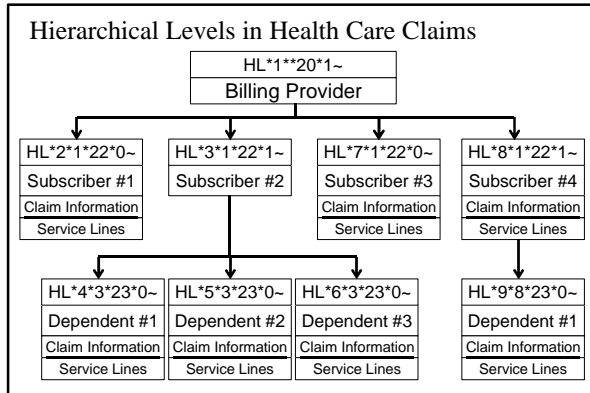 Hierarchical Levels in Health Care Claims
HL*1**20*1~
Billing Provider
HL*2*1*22*0~
Subscriber #1
Claim Information
Service Lines
HL*3*1*22*1~
Subscriber #2
HL*7*1*22*0~
Subscriber #3
Claim Information
Service Lines
HL*8*1*22*1~
Subscriber #4
Claim Information
Service Lines
HL*4*3*23*0~
Dependent #1
Claim Information
Service Lines
HL*5*3*23*0~
Dependent #2
Claim Information
Service Lines
HL*6*3*23*0~
Dependent #3
Claim Information
Service Lines
HL*9*8*23*0~
Dependent #1
Claim Information
Service Lines